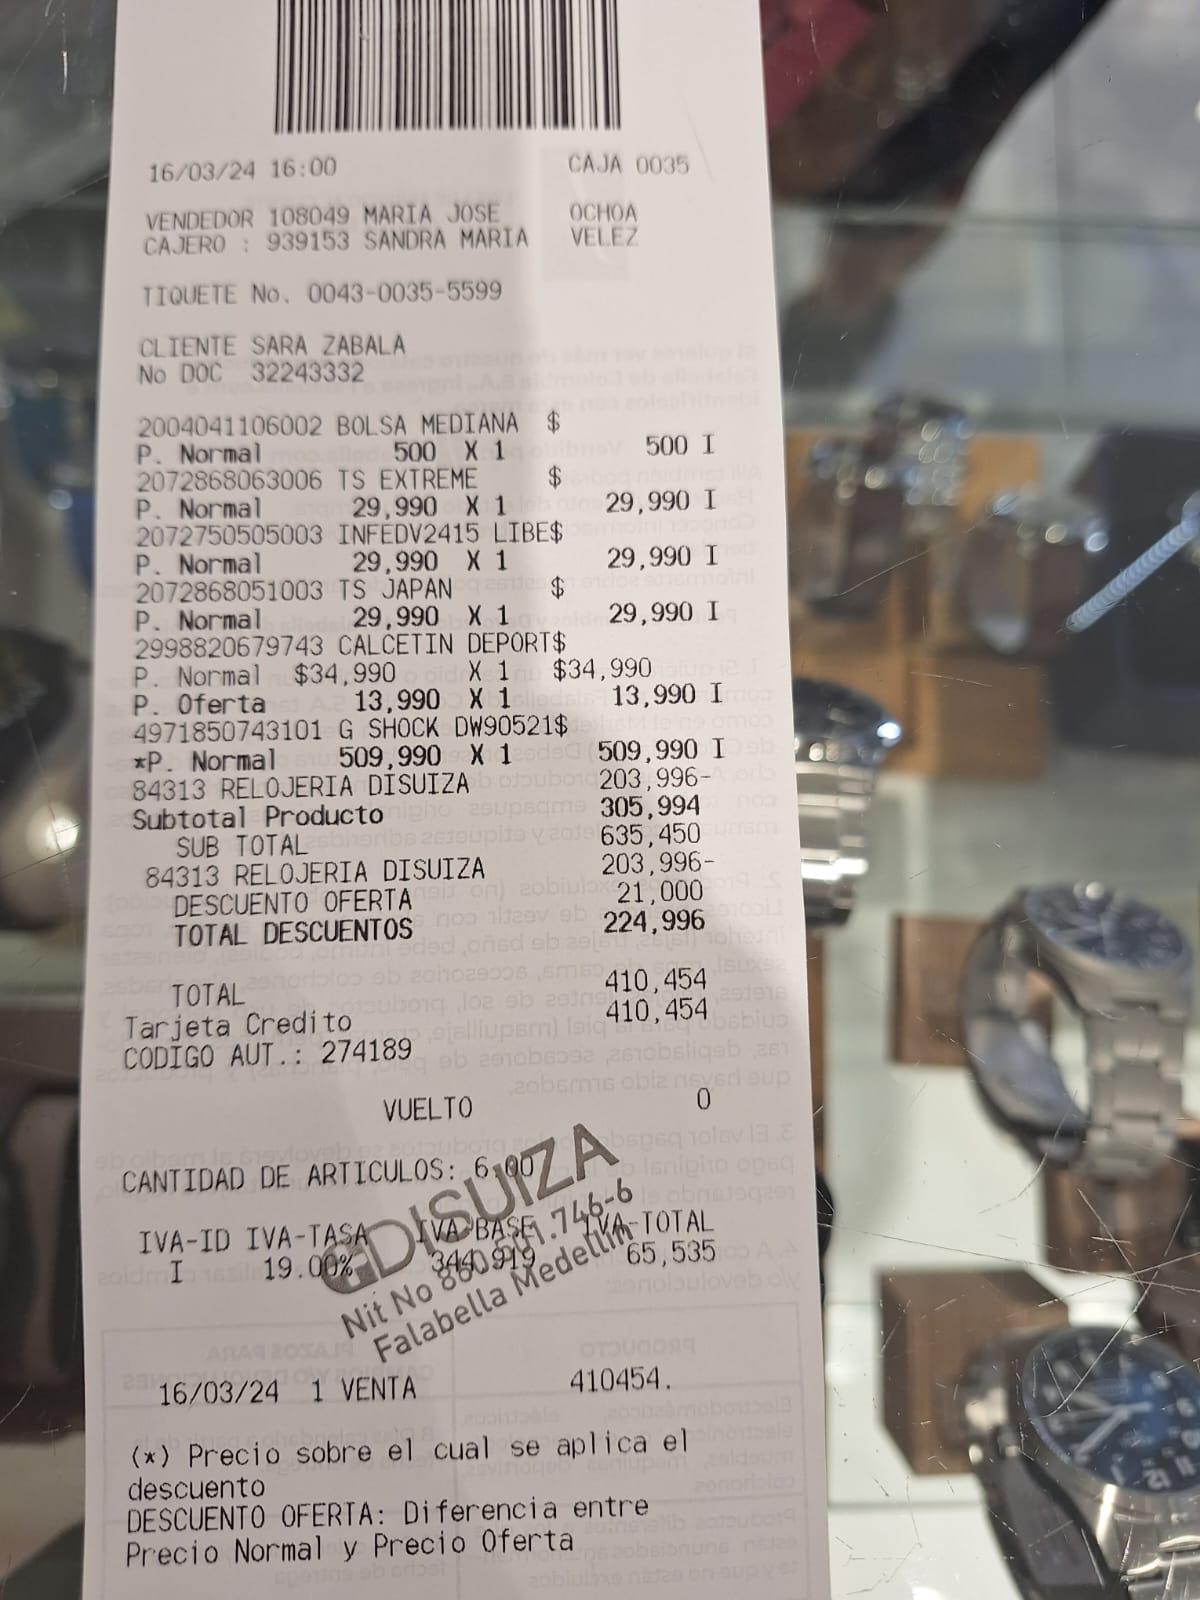 16/03/24 16:00 CAJA 0035
VENDEDOR 108049 MARIA JOSE OCHOA
CAJERO : 939153 SANDRA MARIA VELEZ
TIQUETE No. 0043-0035-5599
CLIENTE SARA ZABALA
No DOC 32243332
2004041106002 BOLSA MEDIANA $
P. Normal 500 X 1 500 I
2072868063006 TS EXTREME $
P. Normal 29,990 X 1 29,990 I
2072750505003 INFEDV2415 LIBE$
P. Normal 29,990 X 1 29,990 I
2072868051003 TS JAPAN $
P. Normal 29,990 X 1 29,990 I
2998820679743 CALCETIN DEPORT$
P. Normal $34,990 X 1 $34,990
P. Oferta 13,990 X 1 13,990 I
4971850743101 G SHOCK DW90521$
*P. Normal 509,990 X 1 509,990 I
84313 RELOJERIA DISUIZA 203,996-
Subtotal Producto 305,994
SUB TOTAL 635,450
84313 RELOJERIA DISUIZA 203,996-
DESCUENTO OFERTA 21,000
TOTAL DESCUENTOS 224,996
TOTAL 410,454
Tarjeta Credito 410,454
CODIGO AUT.: 274189
VUELTO 0
CANTIDAD DE ARTICULOS: 6.00
IVA-ID IVA-TASA IVA-BASE IVA-TOTAL
I 19.00% 344,919 65,535
DISUIZA
Nit No 860.501.746-6
Falabella Medellin
16/03/24 1 VENTA 410454.
(*) Precio sobre el cual se aplica el
descuento
DESCUENTO OFERTA: Diferencia entre
Precio Normal y Precio Oferta